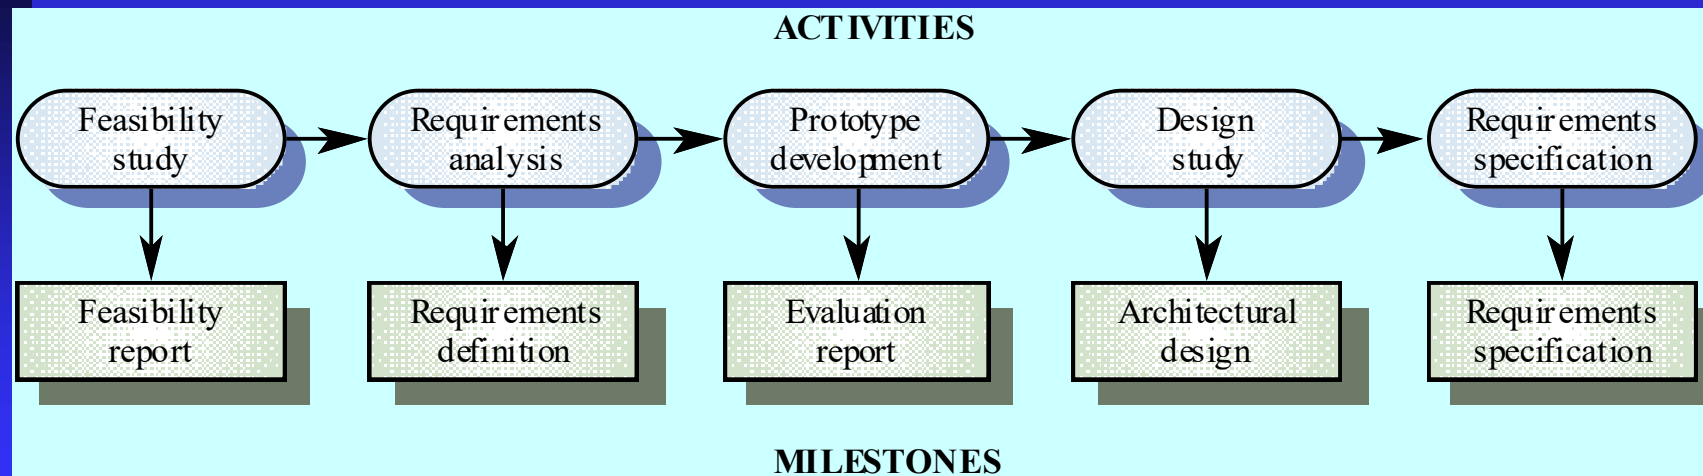 ACTIVITIES
Feasibility
study
Requirements
analysis
Prototype
development
Design
study
Requirements
specification
Feasibility
report
Requirements
definition
Evaluation
report
Architectural
design
Requirements
specification
MILESTONES